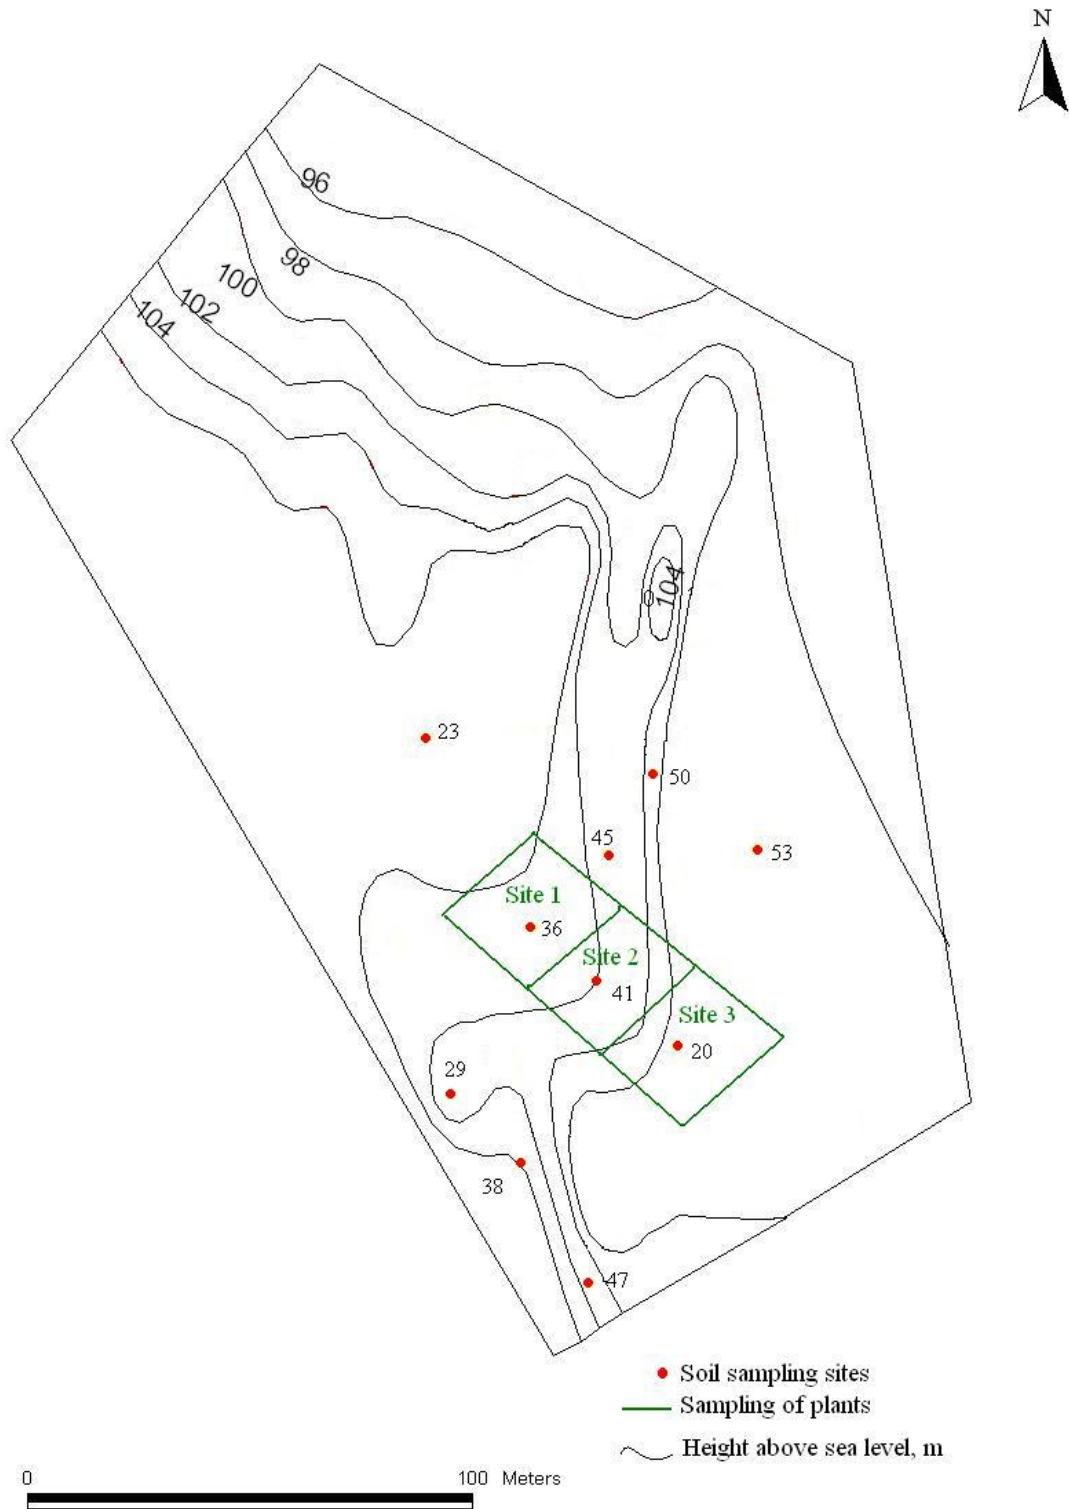 N
96
98
100
102
104
104
23
50
45
53
Site 1
36
Site 2
41
Site 3
20
29
38
47
Soil sampling sites
Sampling of plants
Height above sea level, m
0 100 Meters